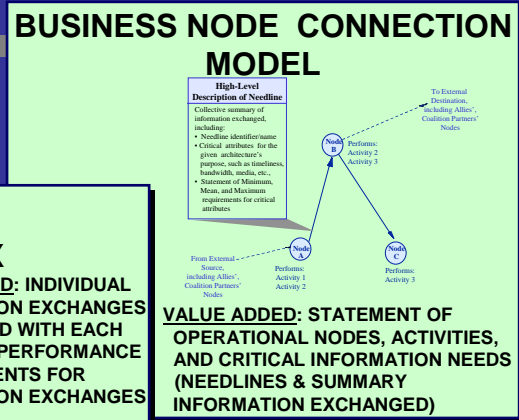 BUSINESS NODE CONNECTION
MODEL
High-Level
Description of Needline
Collective summary of
information exchanged,
including:
• Needline identifier/name
• Critical attributes for the
given architecture's
purpose, such as timeliness,
bandwidth, media, etc.,
• Statement of Minimum,
Mean, and Maximum
requirements for critical
attributes
To External
Destination,
including Allies',
Coalition Partners'
Nodes
Node
B
Performs:
Activity 2
Activity 3
From External
Source,
including Allies',
Coalition Partners'
Nodes
Node
A
Performs:
Activity 1
Activity 2
Node
C
Performs:
Activity 3
VALUE ADDED: STATEMENT OF
OPERATIONAL NODES, ACTIVITIES,
AND CRITICAL INFORMATION NEEDS
(NEEDLINES & SUMMARY
INFORMATION EXCHANGED)
X
D: INDIVIDUAL
ON EXCHANGES
D WITH EACH
PERFORMANCE
ENTS FOR
ON EXCHANGES